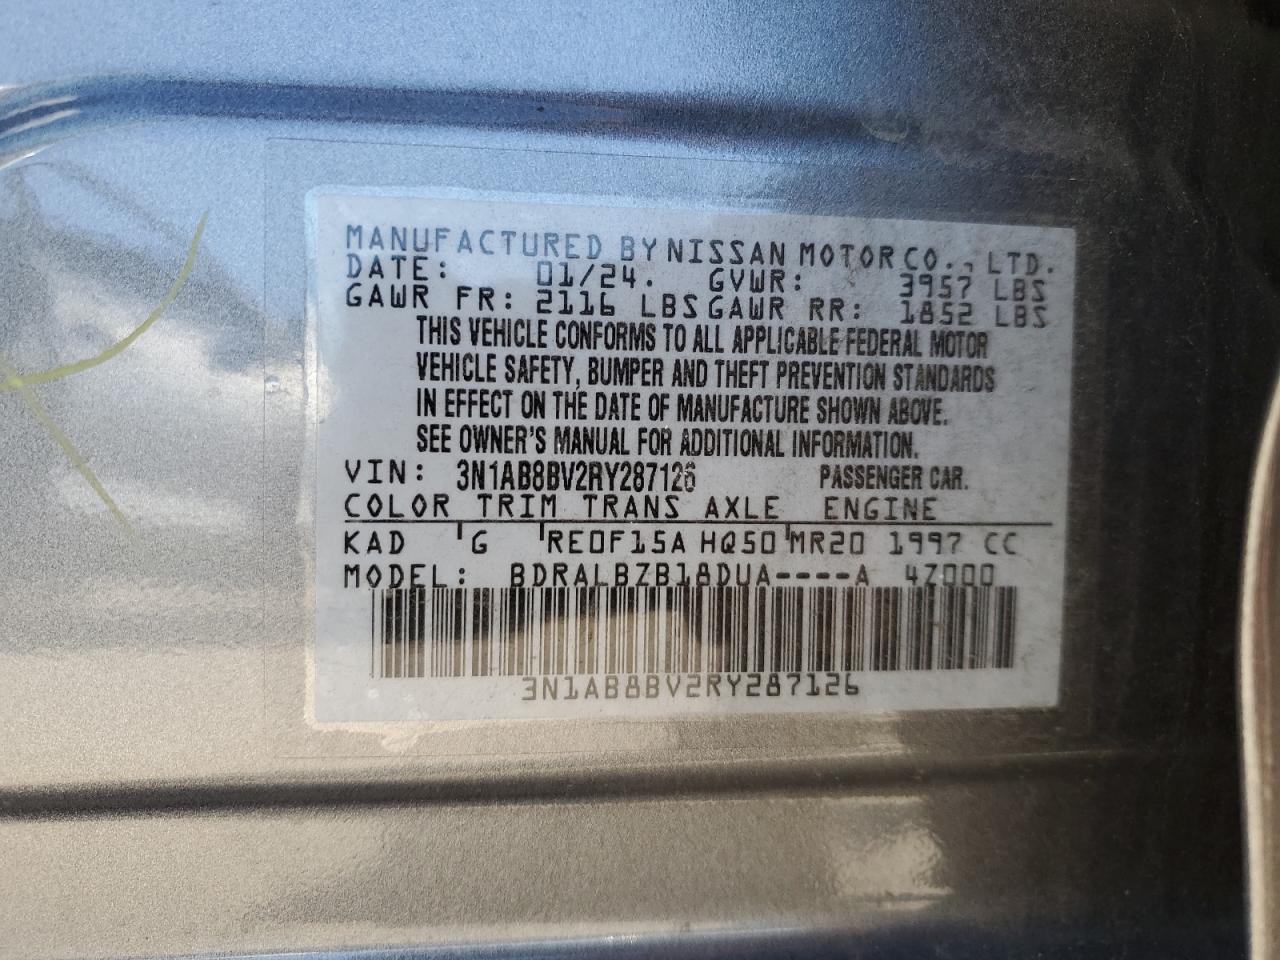 MANUFACTURED BY NISSAN MOTOR CO., LTD.
DATE: 01/24. GVWR: 3957 LBS
GAWR FR: 2116 LBS GAWR RR: 1852 LBS
THIS VEHICLE CONFORMS TO ALL APPLICABLE FEDERAL MOTOR
VEHICLE SAFETY, BUMPER AND THEFT PREVENTION STANDARDS
IN EFFECT ON THE DATE OF MANUFACTURE SHOWN ABOVE.
SEE OWNER'S MANUAL FOR ADDITIONAL INFORMATION.
VIN: 3N1AB8BV2RY287126 PASSENGER CAR.
COLOR TRIM TRANS AXLE ENGINE
KAD G RE0F15A HQ50 MR20 1997 CC
MODEL: BDRALBZB18DUA----A 4Z000
3N1AB8BV2RY287126